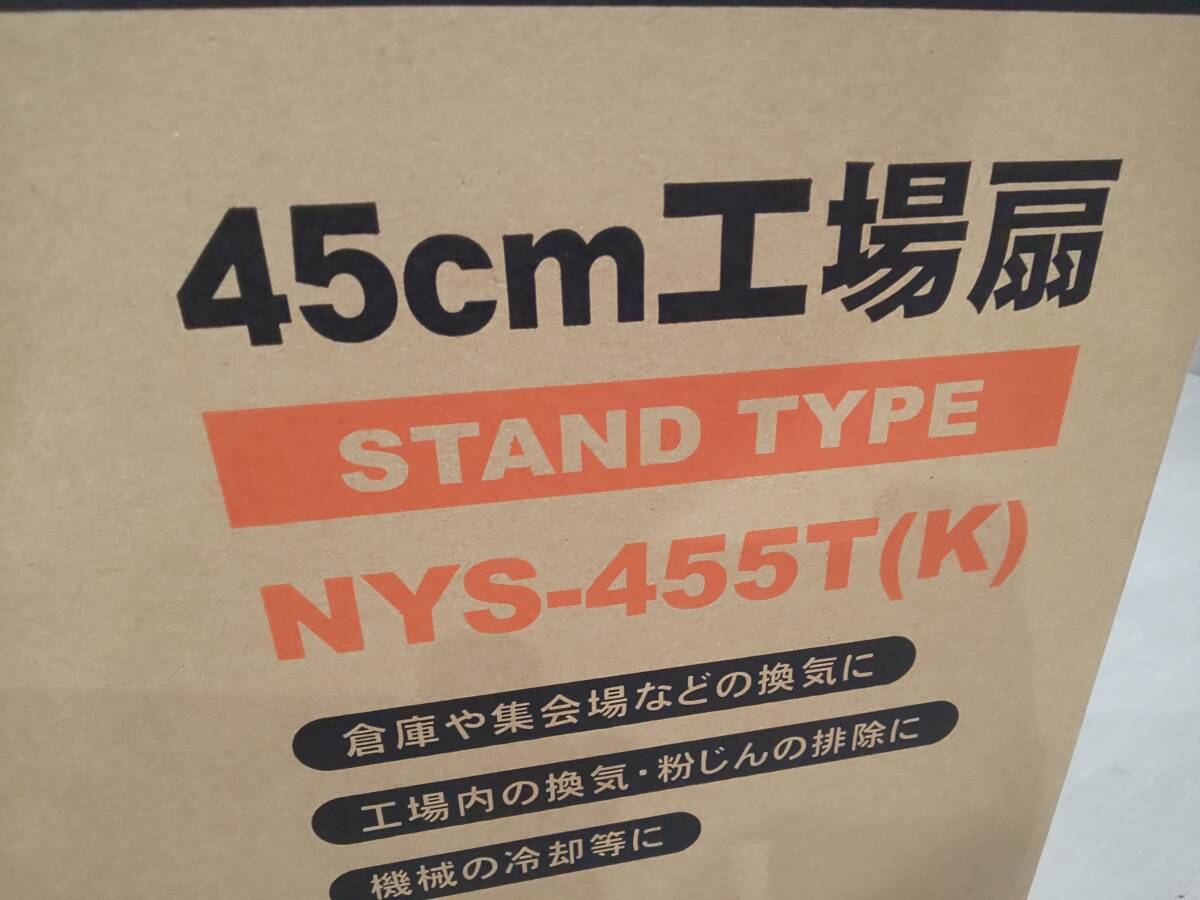 45cm工場扇
STAND TYPE
NYS-455T(K)
倉庫や集会場などの換気に
工場内の換気・粉じんの排除に
機械の冷却等に